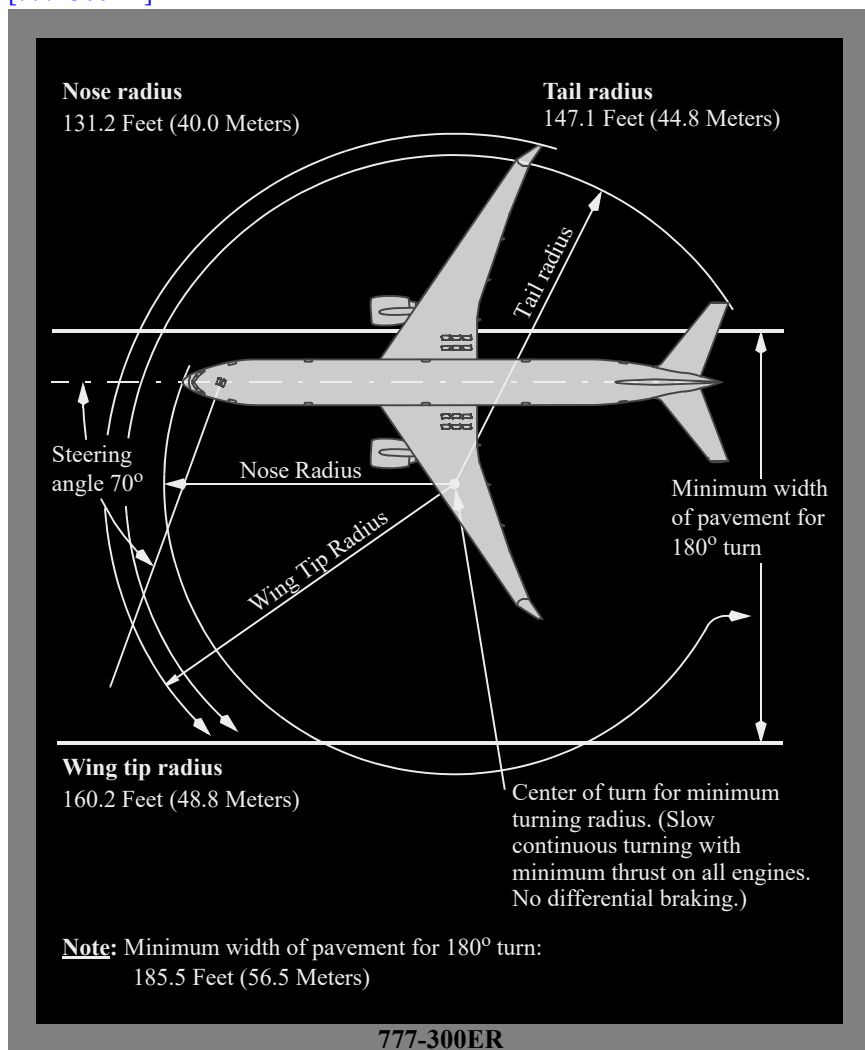 Nose radius
131.2 Feet (40.0 Meters)
Tail radius
147.1 Feet (44.8 Meters)
Tail radius
Steering
angle 70o
Nose Radius
Wing Tip Radius
Minimum width
of pavement for
180o turn
Wing tip radius
160.2 Feet (48.8 Meters)
Center of turn for minimum
turning radius. (Slow
continuous turning with
minimum thrust on all engines.
No differential braking.)
Note: Minimum width of pavement for 180o turn:
185.5 Feet (56.5 Meters)
777-300ER